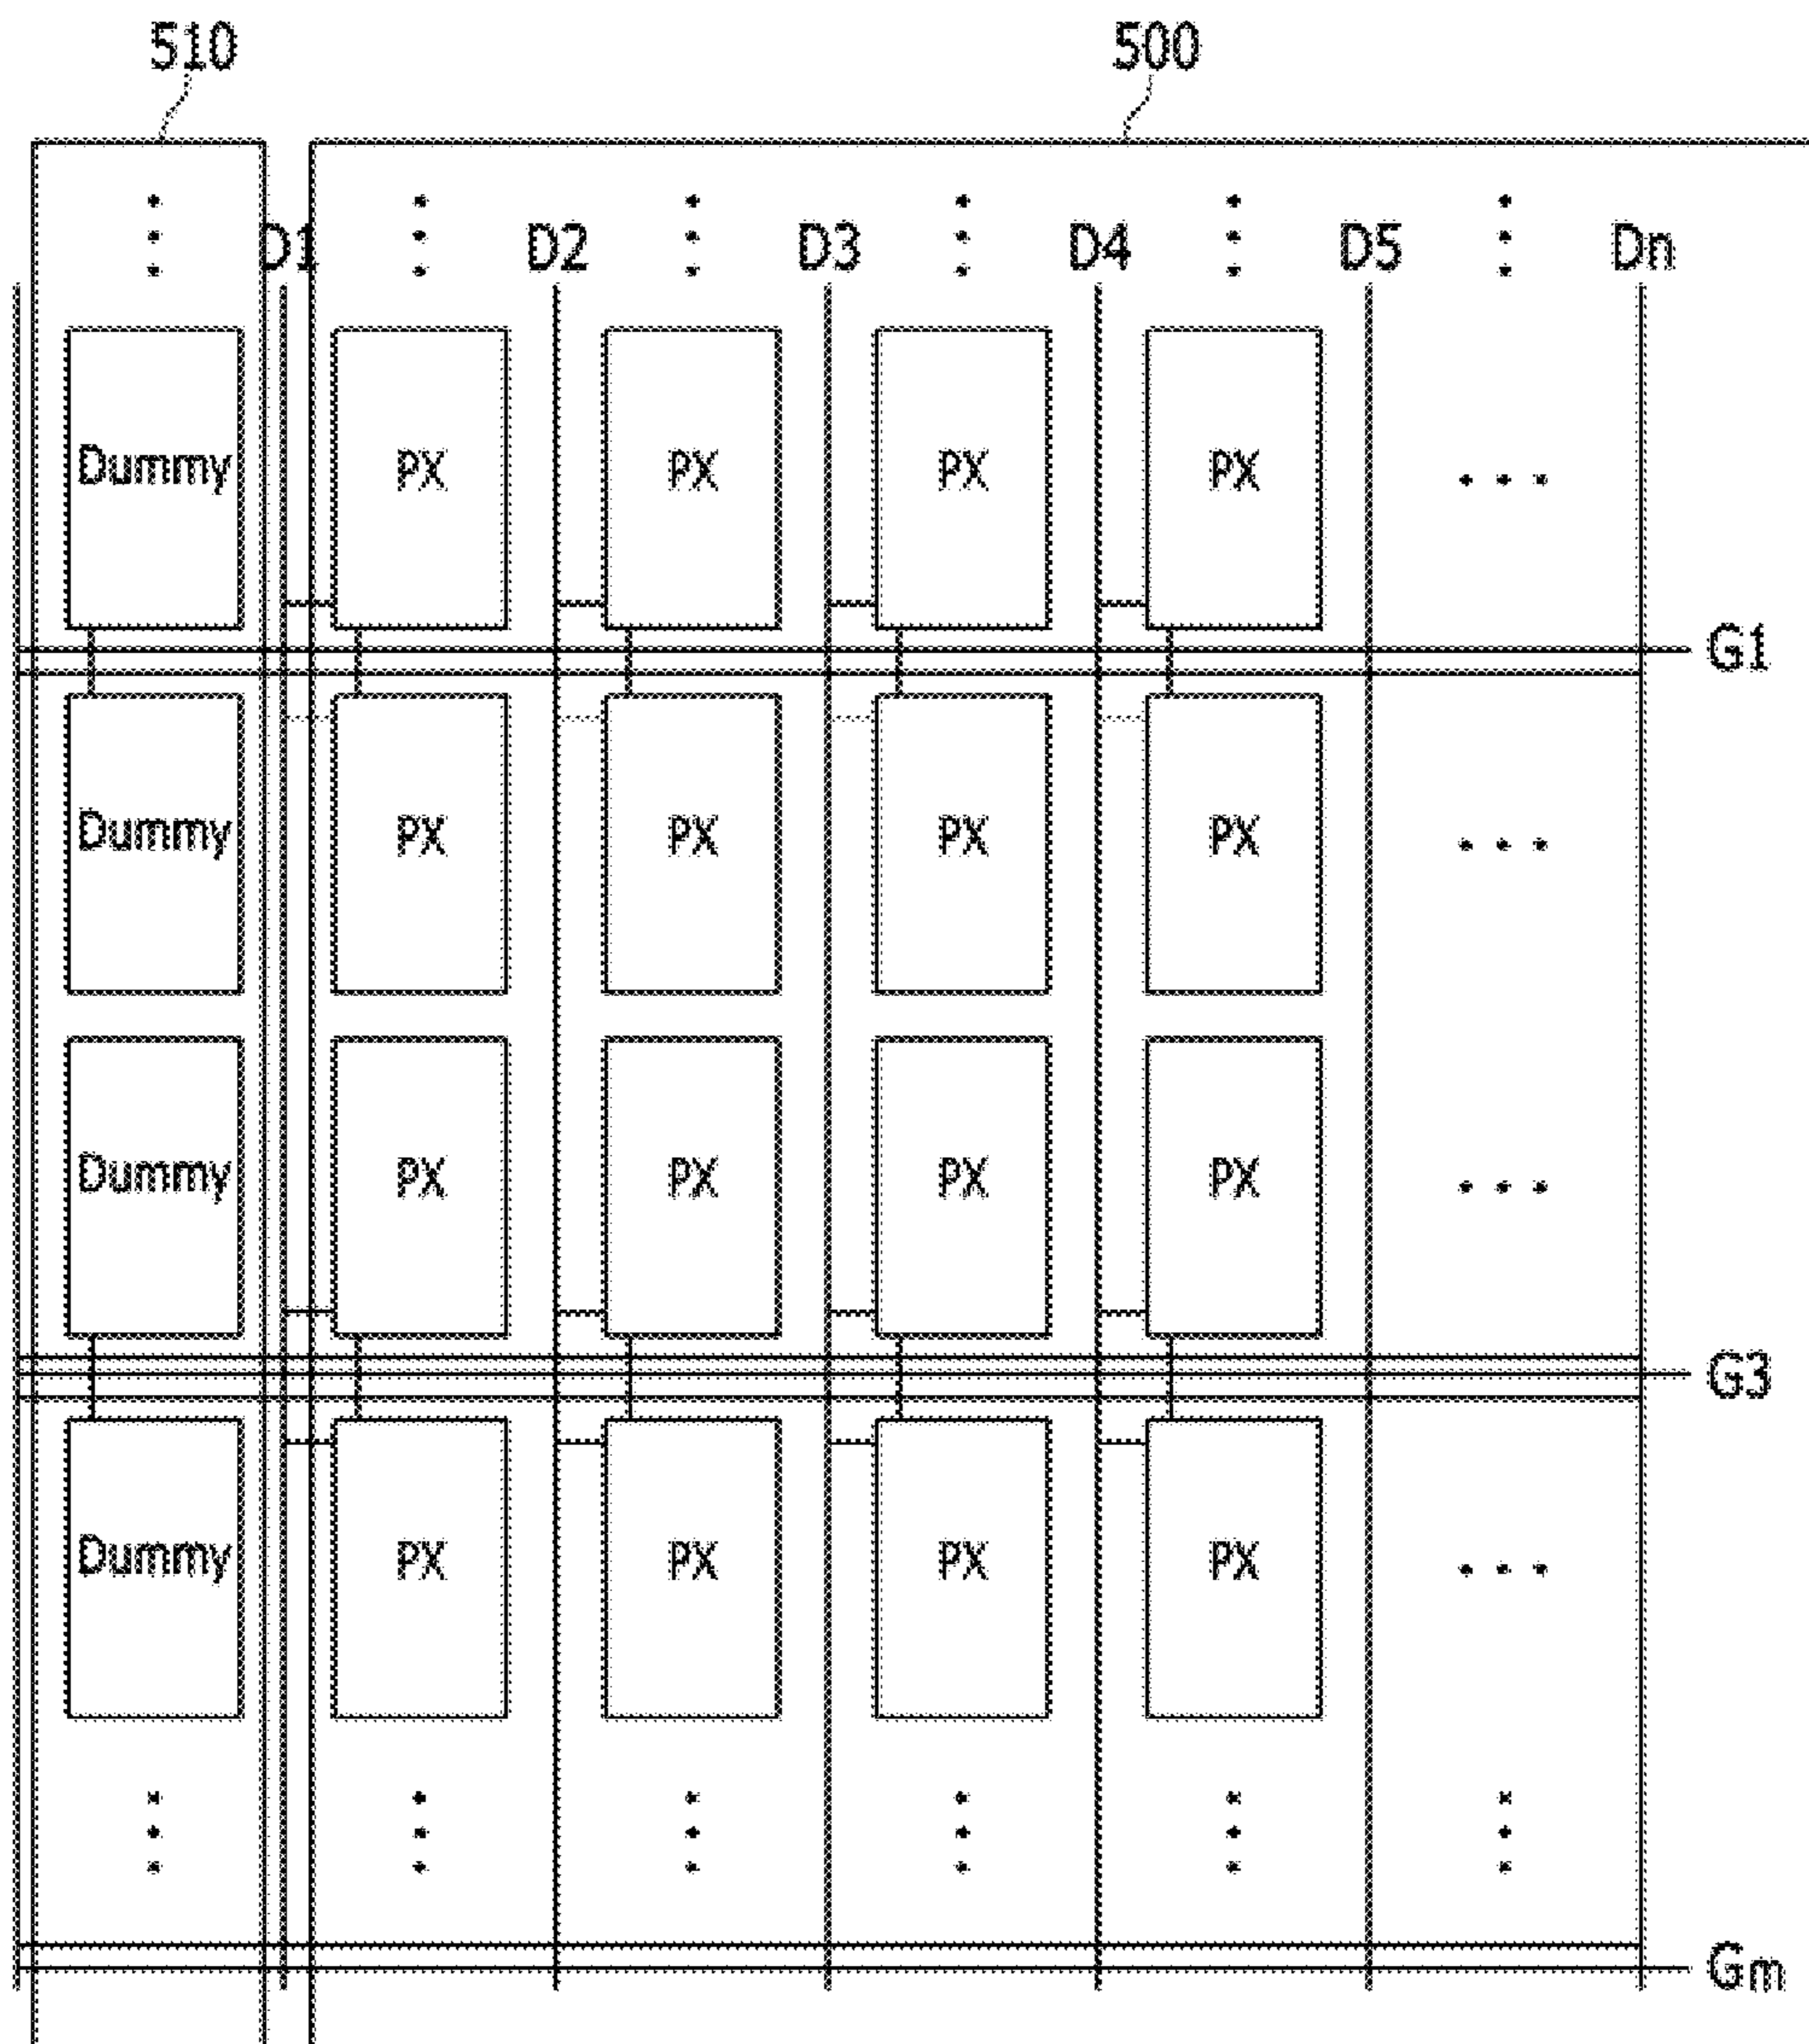 510 500
D1 D2 D3 D4 D5 Dn
Dummy PX PX PX PX ...
G1
Dummy PX PX PX PX ...
Dummy PX PX PX PX ...
G3
Dummy PX PX PX PX ...
Gm